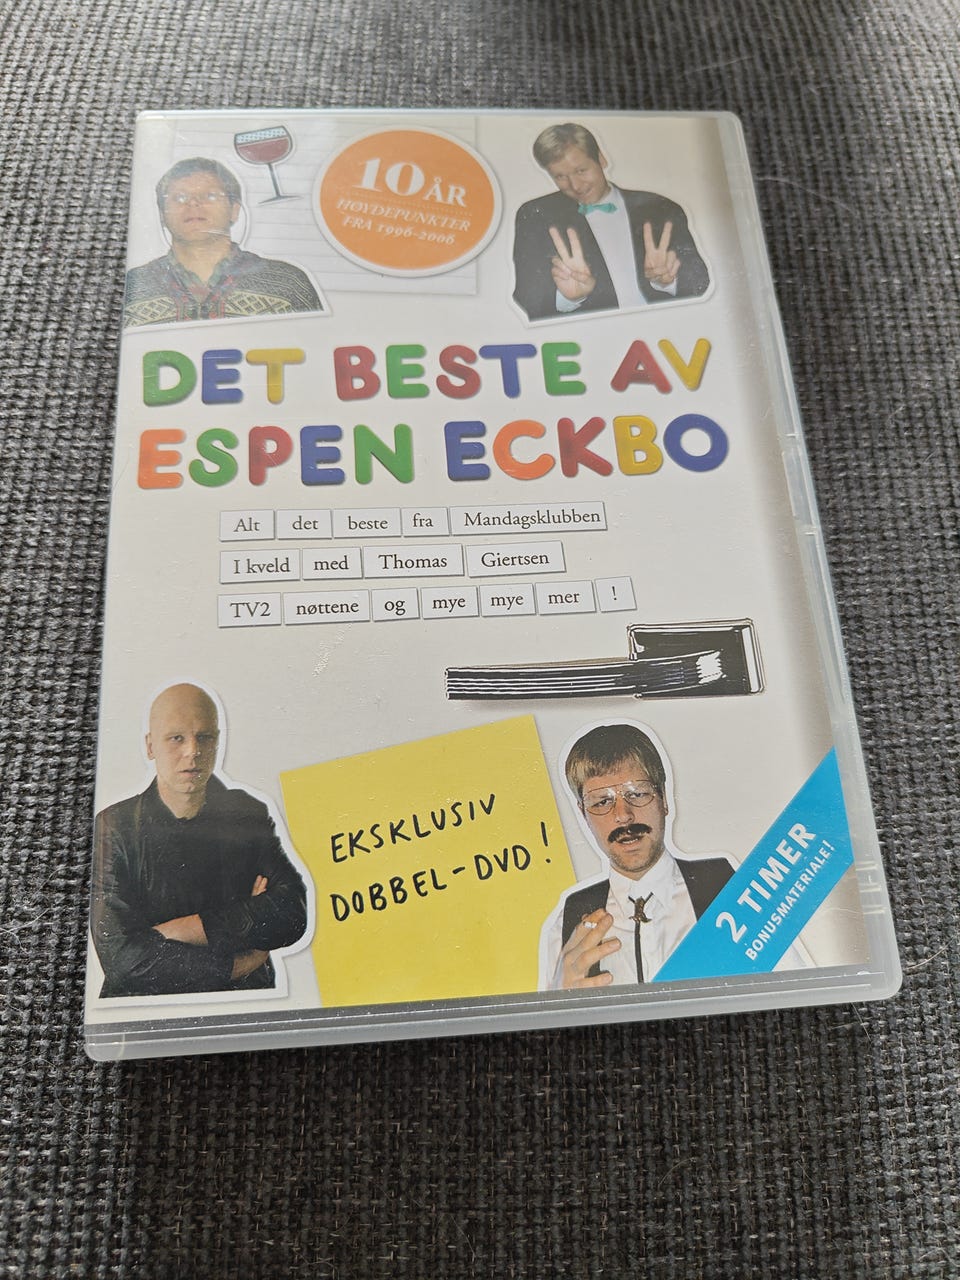 10 ÅR
HØYDEPUNKTER
FRA 1996-2006
DET BESTE AV
ESPEN ECKBO
Alt det beste fra Mandagsklubben
I kveld med Thomas Giertsen
TV2 nøttene og mye mye mer !
EKSKLUSIV
DOBBEL-DVD!
2 TIMER
BONUSMATERIALE!